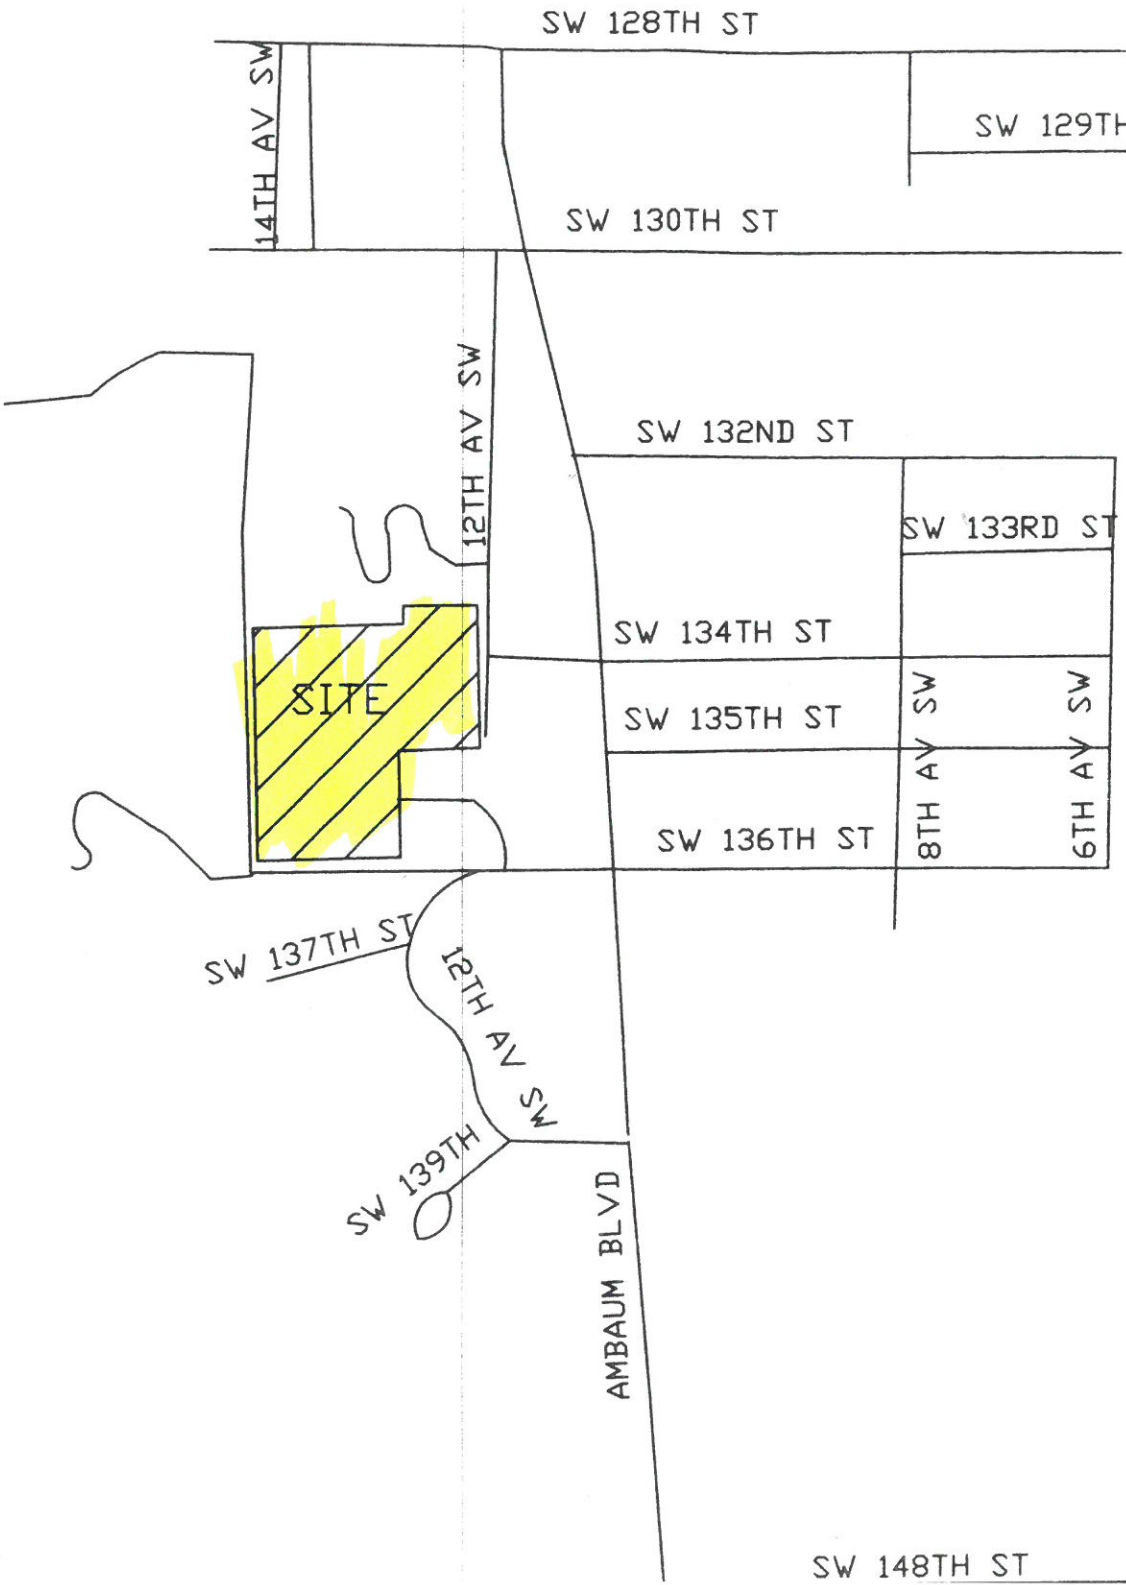 SW 128TH ST
14TH AV SW
SW 129TH
SW 130TH ST
12TH AV SW
SW 132ND ST
SW 133RD ST
SW 134TH ST
SITE
SW 135TH ST
8TH AV SW
6TH AV SW
SW 136TH ST
SW 137TH ST
12TH AV SW
SW 139TH
AMBAUM BLVD
SW 148TH ST